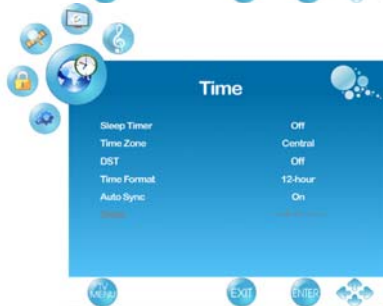 Time
Sleep Timer Off
Time Zone Central
DST Off
Time Format 12-hour
Auto Sync On
TV MENU EXIT ENTER